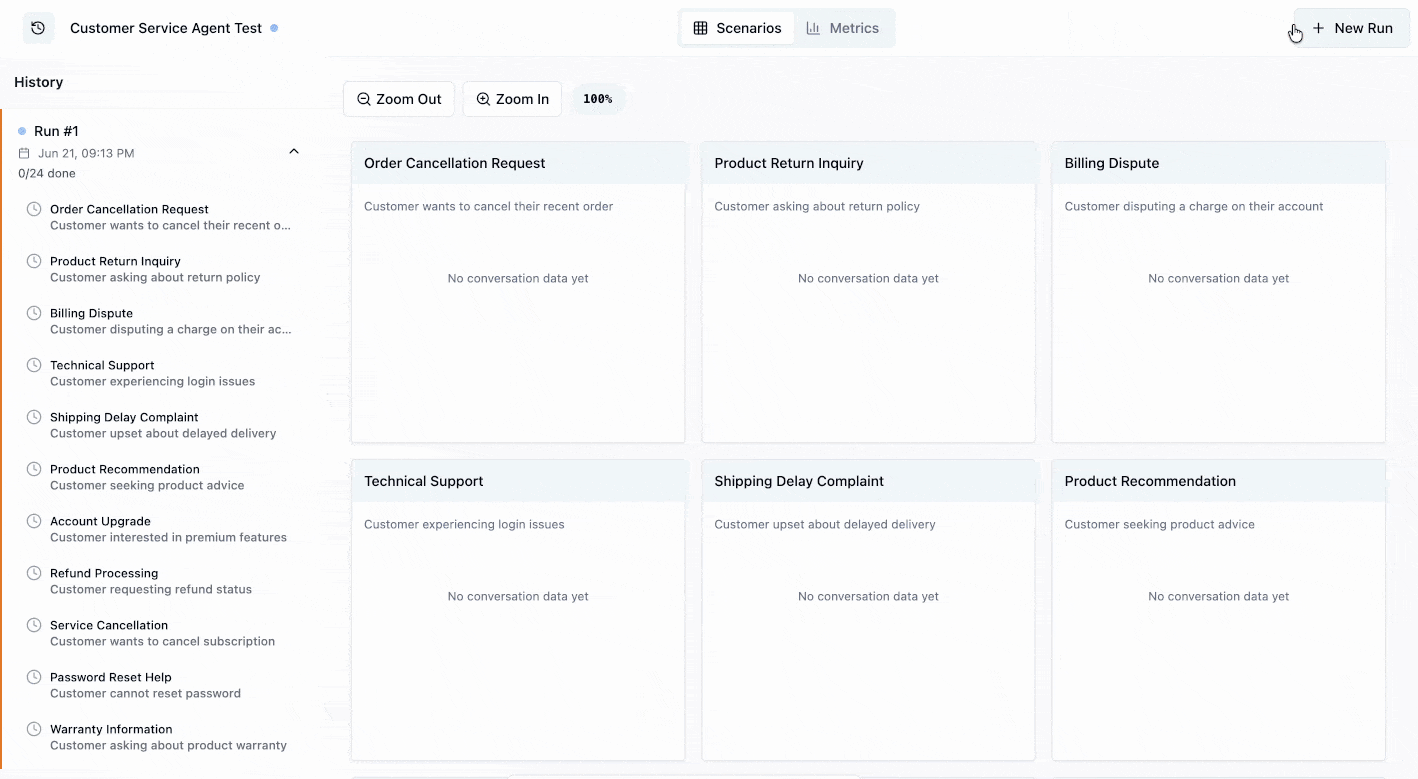 Customer Service Agent Test
Scenarios
Metrics
New Run
History
Run #1
Jun 21, 09:13 PM
0/24 done
Order Cancellation Request
Customer wants to cancel their recent o...
Product Return Inquiry
Customer asking about return policy
Billing Dispute
Customer disputing a charge on their ac...
Technical Support
Customer experiencing login issues
Shipping Delay Complaint
Customer upset about delayed delivery
Product Recommendation
Customer seeking product advice
Account Upgrade
Customer interested in premium features
Refund Processing
Customer requesting refund status
Service Cancellation
Customer wants to cancel subscription
Password Reset Help
Customer cannot reset password
Warranty Information
Customer asking about product warranty
Zoom Out
Zoom In
100%
Order Cancellation Request
Customer wants to cancel their recent order
No conversation data yet
Product Return Inquiry
Customer asking about return policy
No conversation data yet
Billing Dispute
Customer disputing a charge on their account
No conversation data yet
Technical Support
Customer experiencing login issues
No conversation data yet
Shipping Delay Complaint
Customer upset about delayed delivery
No conversation data yet
Product Recommendation
Customer seeking product advice
No conversation data yet